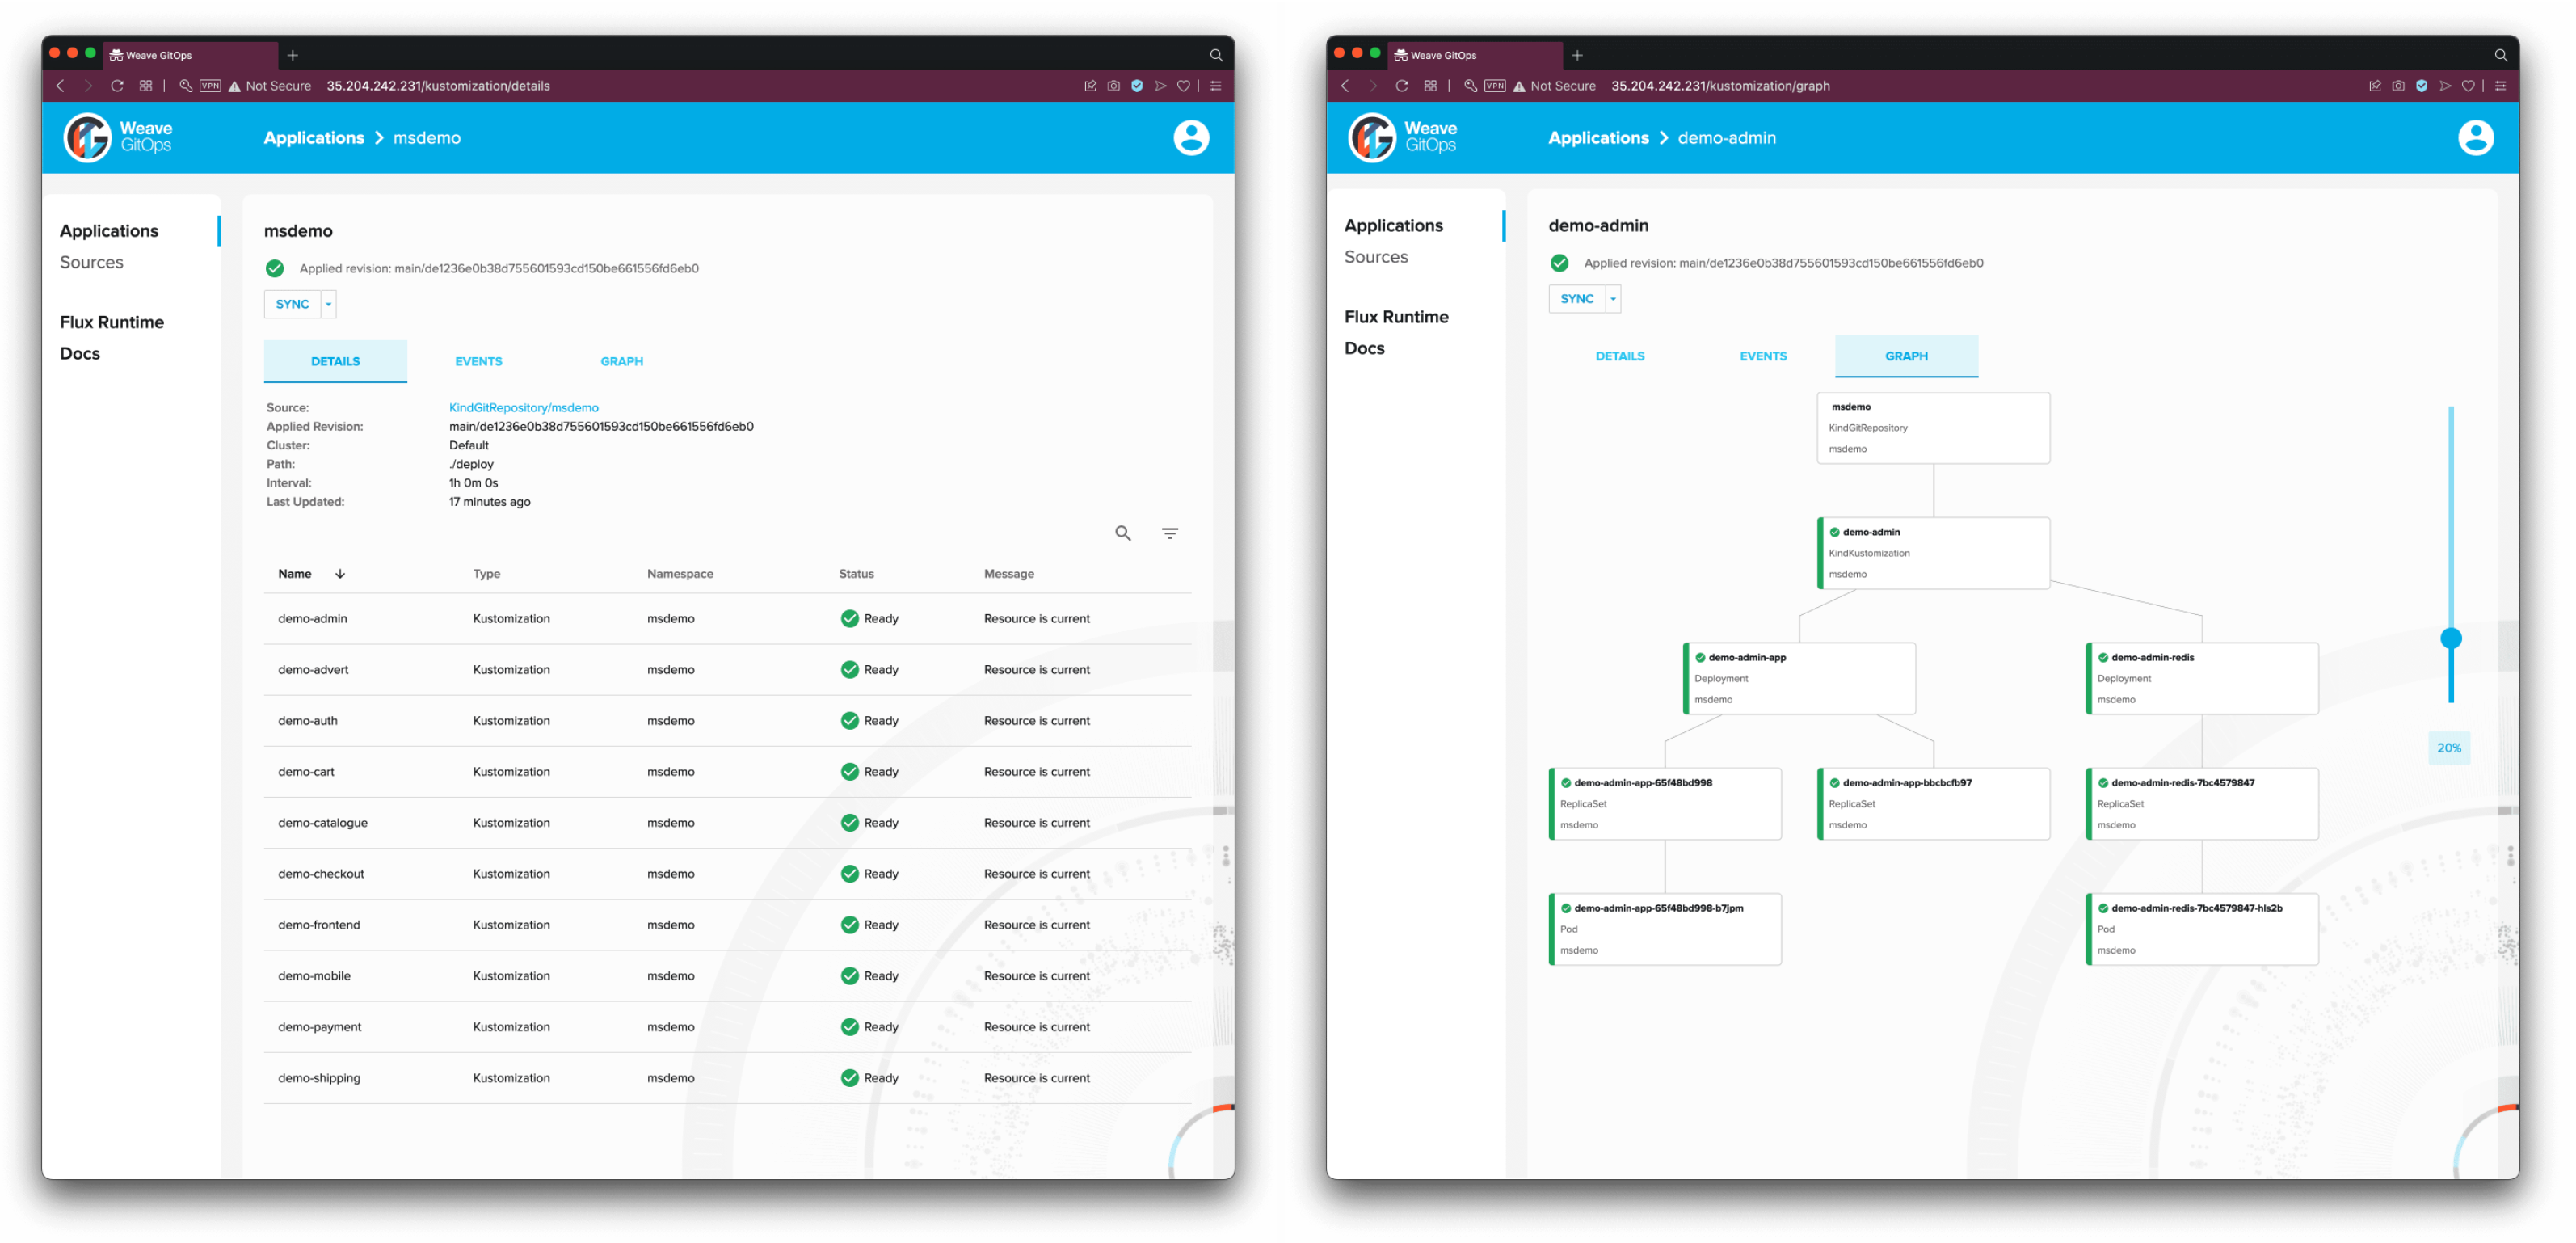 Weave GitOps
VPN Not Secure 35.204.242.231/kustomization/details
Weave
GitOps
Applications msdemo
Applications
Sources
Flux Runtime
Docs
msdemo
Applied revision: main/de1236e0b38d755601593cd150be661556fd6eb0
SYNC
DETAILS EVENTS GRAPH
Source: KindGitRepository/msdemo
Applied Revision: main/de1236e0b38d755601593cd150be661556fd6eb0
Cluster: Default
Path: ./deploy
Interval: 1h 0m 0s
Last Updated: 17 minutes ago
Name Type Namespace Status Message
demo-admin Kustomization msdemo Ready Resource is current
demo-advert Kustomization msdemo Ready Resource is current
demo-auth Kustomization msdemo Ready Resource is current
demo-cart Kustomization msdemo Ready Resource is current
demo-catalogue Kustomization msdemo Ready Resource is current
demo-checkout Kustomization msdemo Ready Resource is current
demo-frontend Kustomization msdemo Ready Resource is current
demo-mobile Kustomization msdemo Ready Resource is current
demo-payment Kustomization msdemo Ready Resource is current
demo-shipping Kustomization msdemo Ready Resource is current
Weave GitOps
VPN Not Secure 35.204.242.231/kustomization/graph
Weave
GitOps
Applications demo-admin
Applications
Sources
Flux Runtime
Docs
demo-admin
Applied revision: main/de1236e0b38d755601593cd150be661556fd6eb0
SYNC
DETAILS EVENTS GRAPH
msdemo
KindGitRepository
msdemo
demo-admin
KindKustomization
msdemo
demo-admin-app
Deployment
msdemo
demo-admin-redis
Deployment
msdemo
20%
demo-admin-app-65f48bd998
ReplicaSet
msdemo
demo-admin-app-bbcbcfb97
ReplicaSet
msdemo
demo-admin-redis-7bc4579847
ReplicaSet
msdemo
demo-admin-app-65f48bd998-b7jpm
Pod
msdemo
demo-admin-redis-7bc4579847-hls2b
Pod
msdemo